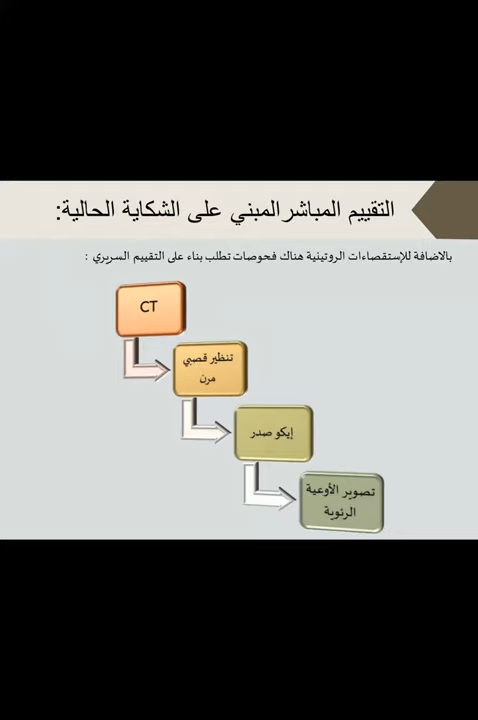 التقييم المباشر المبني على الشكاية الحالية:
بالاضافة للإستقصاءات الروتينية هناك فحوصات تطلب بناء على التقييم السريري :
CT
تنظير قصبي
مرن
إيكو صدر
تصوير الأوعية
الرئوية